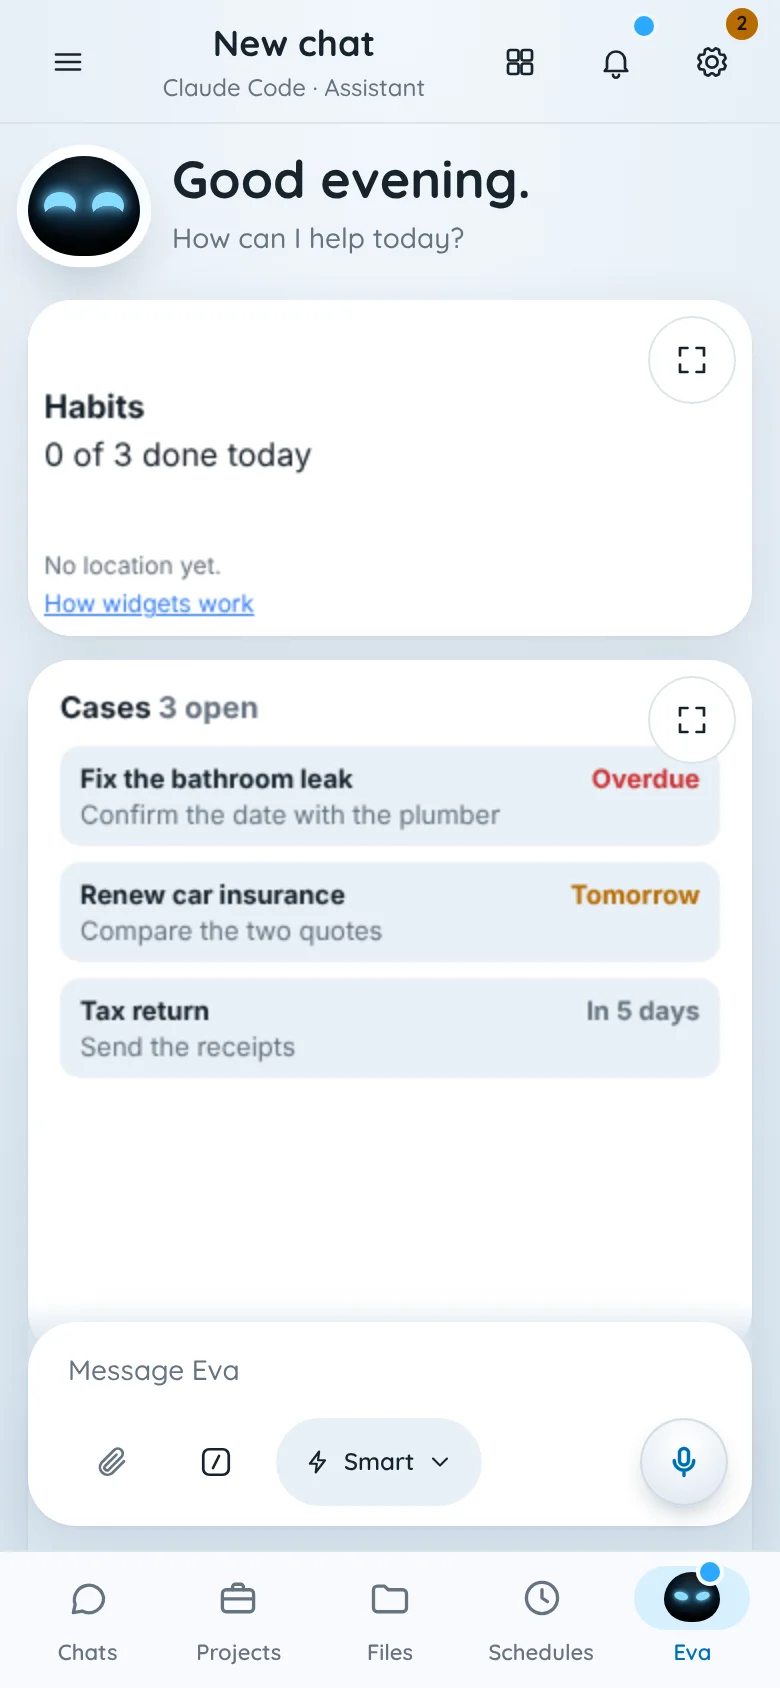 New chat
2
Claude Code · Assistant
Good evening.
How can I help today?
Habits
0 of 3 done today
No location yet.
How widgets work
Cases 3 open
Fix the bathroom leak
Overdue
Confirm the date with the plumber
Renew car insurance
Tomorrow
Compare the two quotes
Tax return
In 5 days
Send the receipts
Message Eva
Smart
Chats
Projects
Files
Schedules
Eva